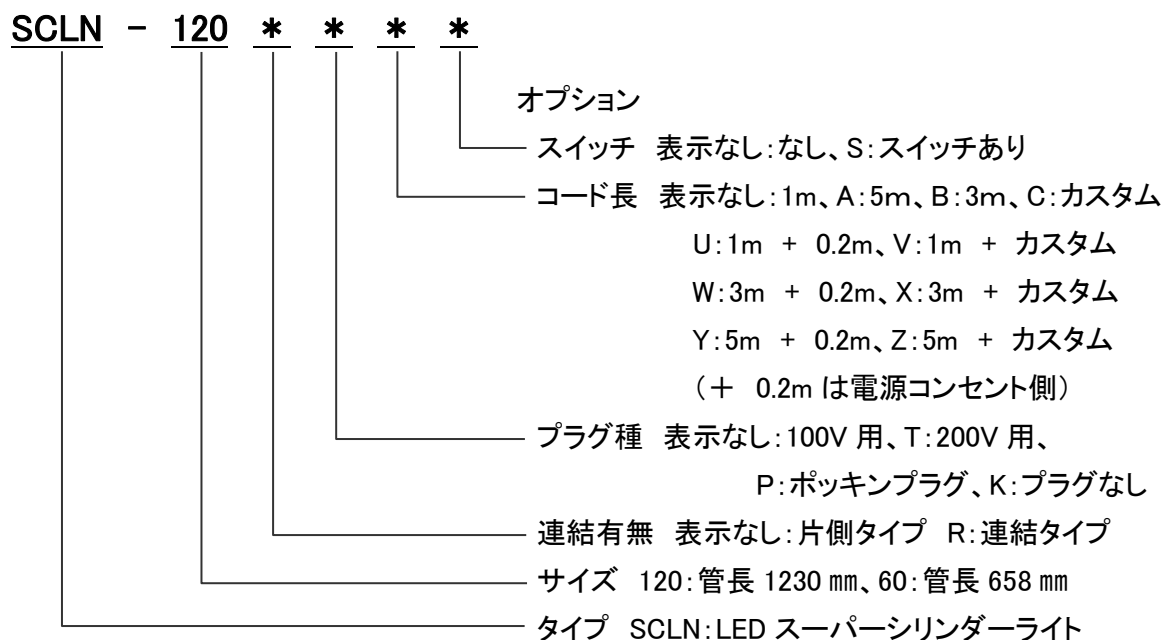 SCLN - 120 * * * *
オプション
スイッチ 表示なし:なし、S:スイッチあり
コード長 表示なし:1m、A:5m、B:3m、C:カスタム
U:1m + 0.2m、V:1m + カスタム
W:3m + 0.2m、X:3m + カスタム
Y:5m + 0.2m、Z:5m + カスタム
(+ 0.2m は電源コンセント側)
プラグ種 表示なし:100V 用、T:200V 用、
P:ポッキンプラグ、K:プラグなし
連結有無 表示なし:片側タイプ R:連結タイプ
サイズ 120:管長 1230 ㎜、60:管長 658 ㎜
タイプ SCLN:LED スーパーシリンダーライト